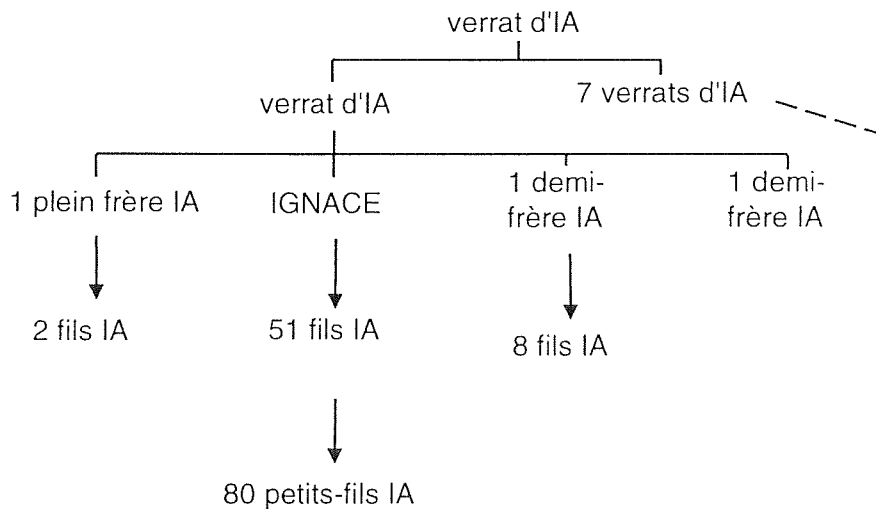 verrat d'IA
verrat d'IA
7 verrats d'IA
1 plein frère IA
IGNACE
1 demi-
frère IA
1 demi-
frère IA
2 fils IA
51 fils IA
8 fils IA
80 petits-fils IA